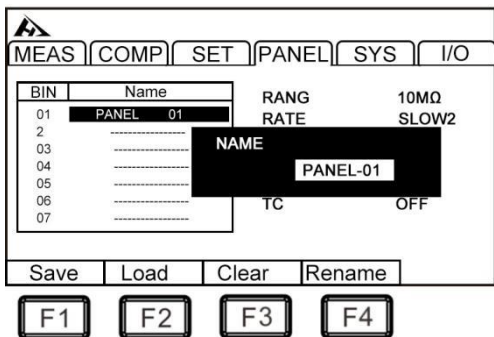 MEAS COMP SET PANEL SYS I/O
BIN Name
01 PANEL 01
2 ----------------
03 ----------------
04 ----------------
05 ----------------
06 ----------------
07 ----------------
RANG 10MΩ
RATE SLOW2
NAME
PANEL-01
TC OFF
Save Load Clear Rename
F1 F2 F3 F4